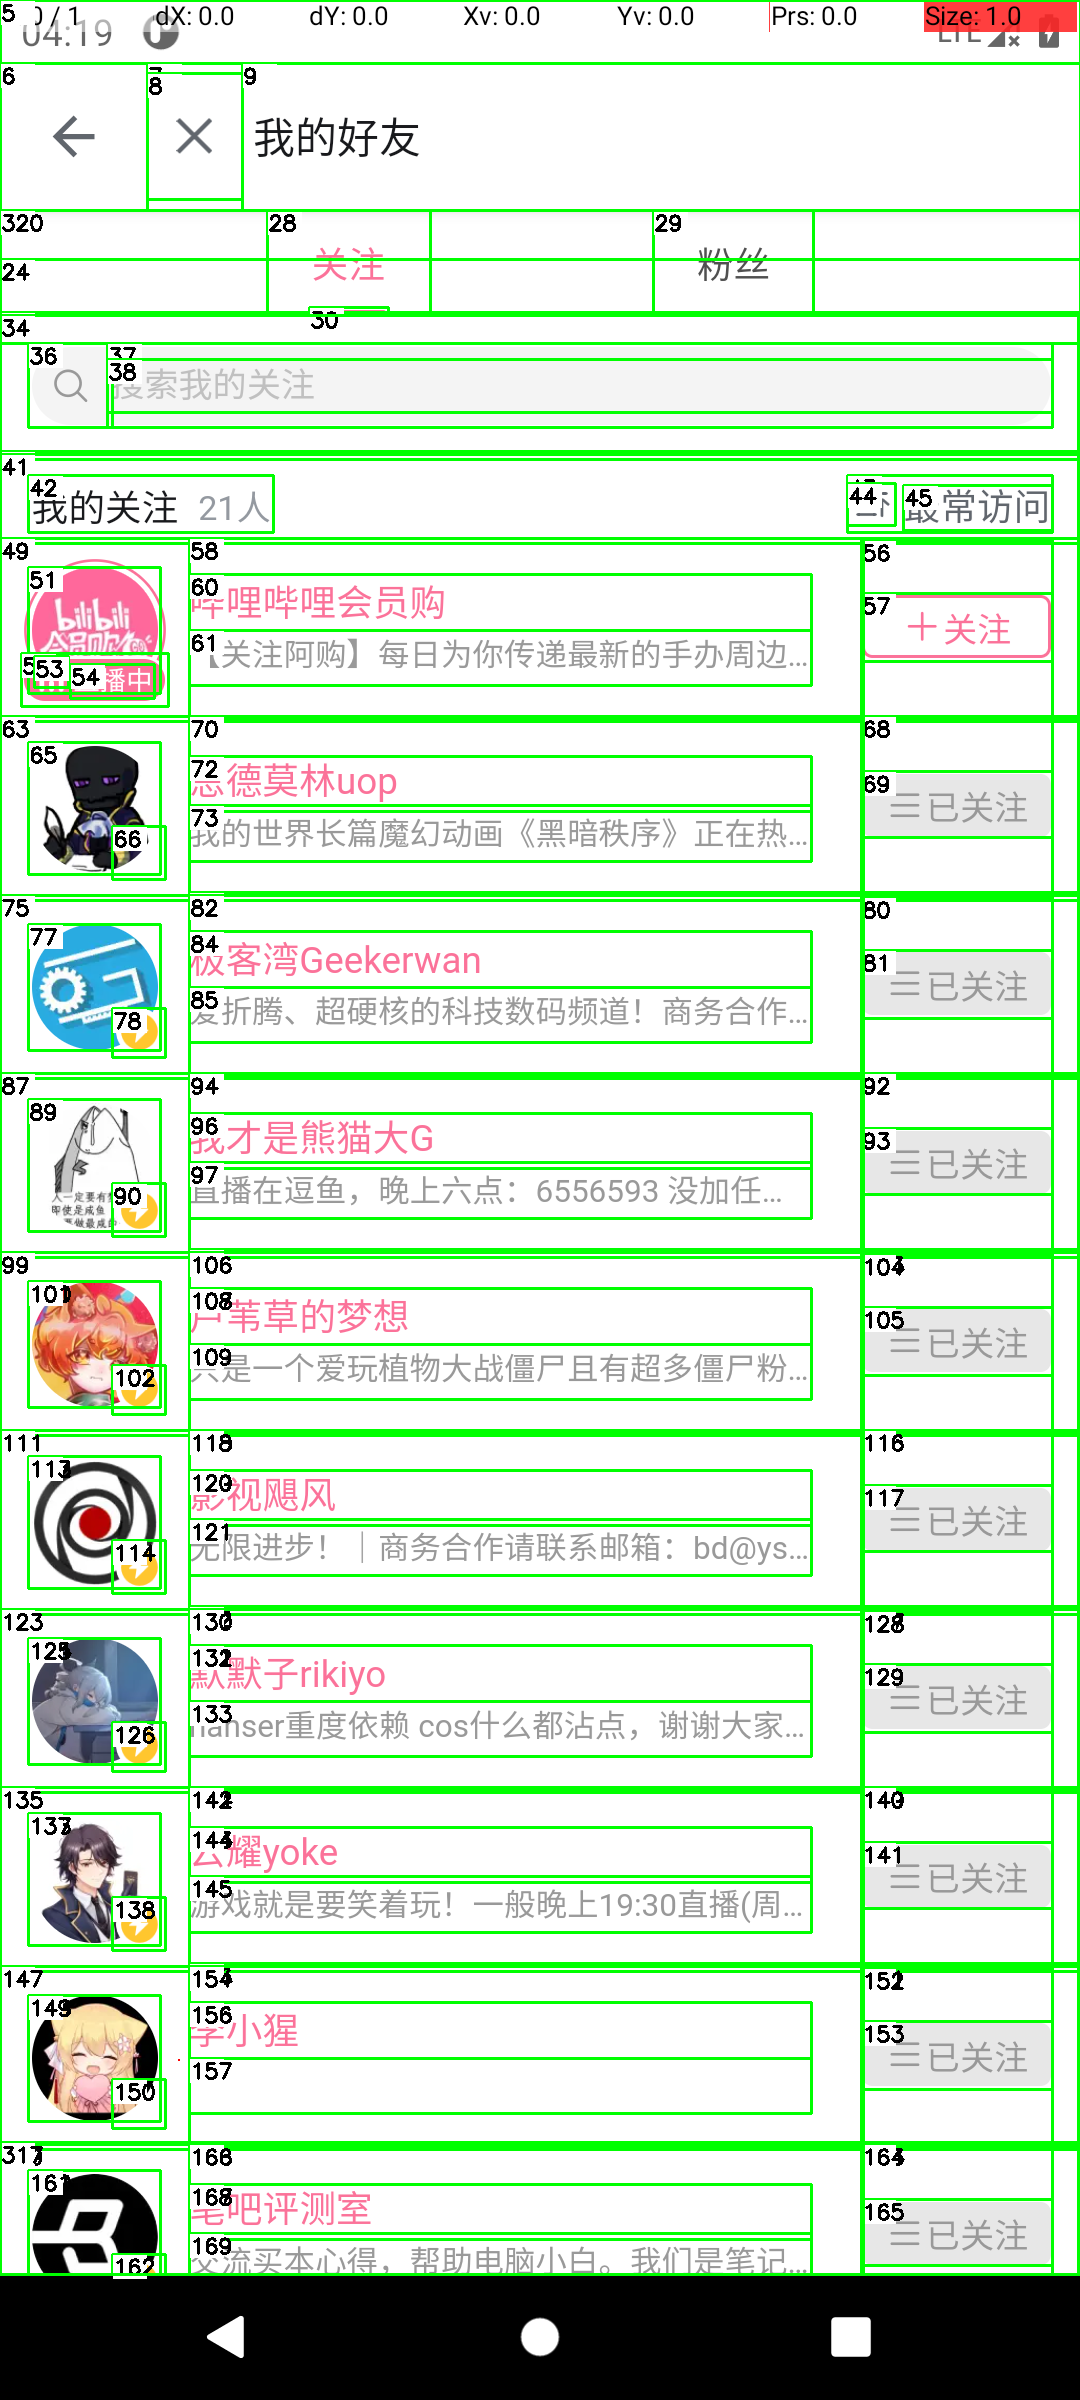 0 / 1 dX: 0.0 dY: 0.0 Xv: 0.0 Yv: 0.0 Prs: 0.0 Size: 1.0
04:19 LTE
5
6
8
9
我的好友
320
28
29
关注
粉丝
24
30
34
36
37
38
搜索我的关注
41
42
我的关注 21人
44
45
最常访问
49
58
56
51
60
哔哩哔哩会员购
57
关注
bilibili
61
【关注阿购】每日为你传递最新的手办周边...
53
54
播中
63
70
68
65
72
德莫林uop
69
已关注
73
我的世界长篇魔幻动画《黑暗秩序》正在热...
66
75
82
80
77
84
极客湾Geekerwan
81
已关注
85
爱折腾、超硬核的科技数码频道！商务合作...
78
87
94
92
89
96
我才是熊猫大G
93
已关注
97
直播在逗鱼，晚上六点：6556593 没加任...
90
人一定要有
即使是咸鱼
要做最咸的
99
106
104
101
108
芦苇草的梦想
105
已关注
109
只是一个爱玩植物大战僵尸且有超多僵尸粉...
102
111
118
116
113
120
影视飓风
117
已关注
121
无限进步！｜商务合作请联系邮箱：bd@ys...
114
123
130
128
125
132
默默子rikiyo
129
已关注
133
hanser重度依赖 cos什么都沾点，谢谢大家...
126
135
142
140
137
144
云耀yoke
141
已关注
145
游戏就是要笑着玩！一般晚上19:30直播(周...
138
147
154
152
149
156
李小猩
153
已关注
157
150
317
166
164
161
168
笔吧评测室
165
已关注
169
交流买本心得，帮助电脑小白。我们是笔记...
162